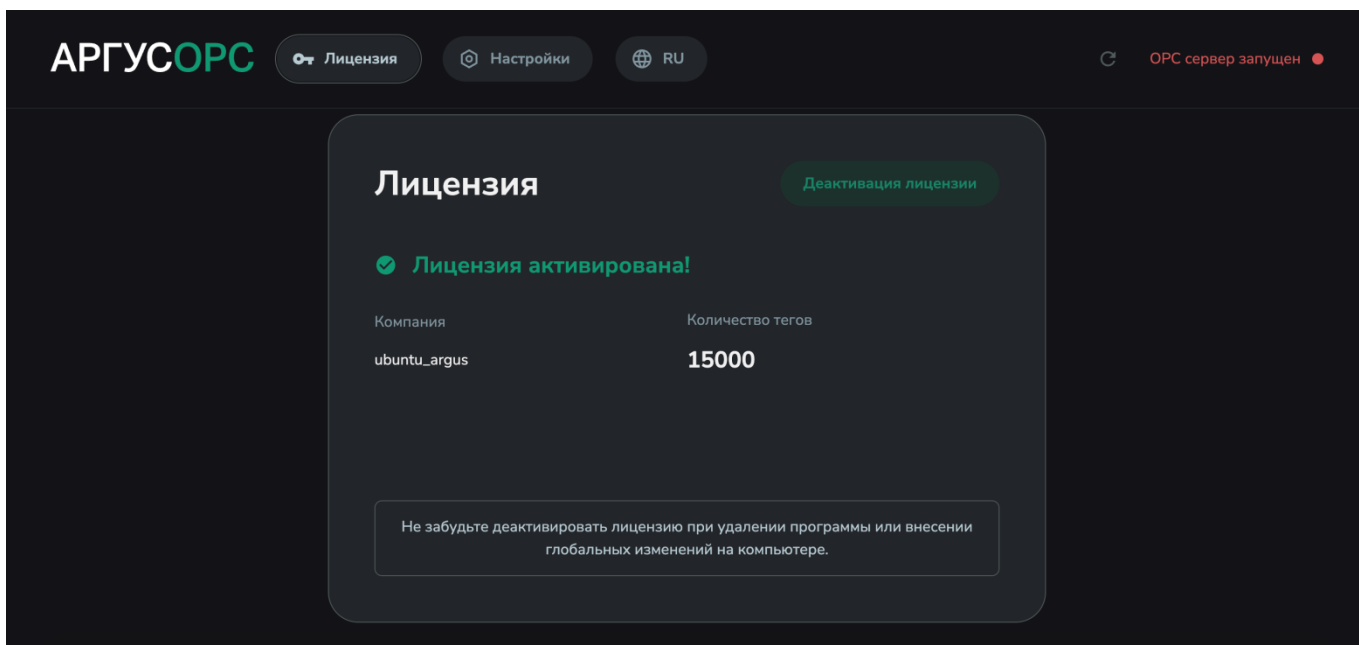 АРГУСОРС
Лицензия
Настройки
RU
ОРС сервер запущен
Лицензия
Деактивация лицензии
Лицензия активирована!
Компания
Количество тегов
ubuntu_argus
15000
Не забудьте деактивировать лицензию при удалении программы или внесении
глобальных изменений на компьютере.